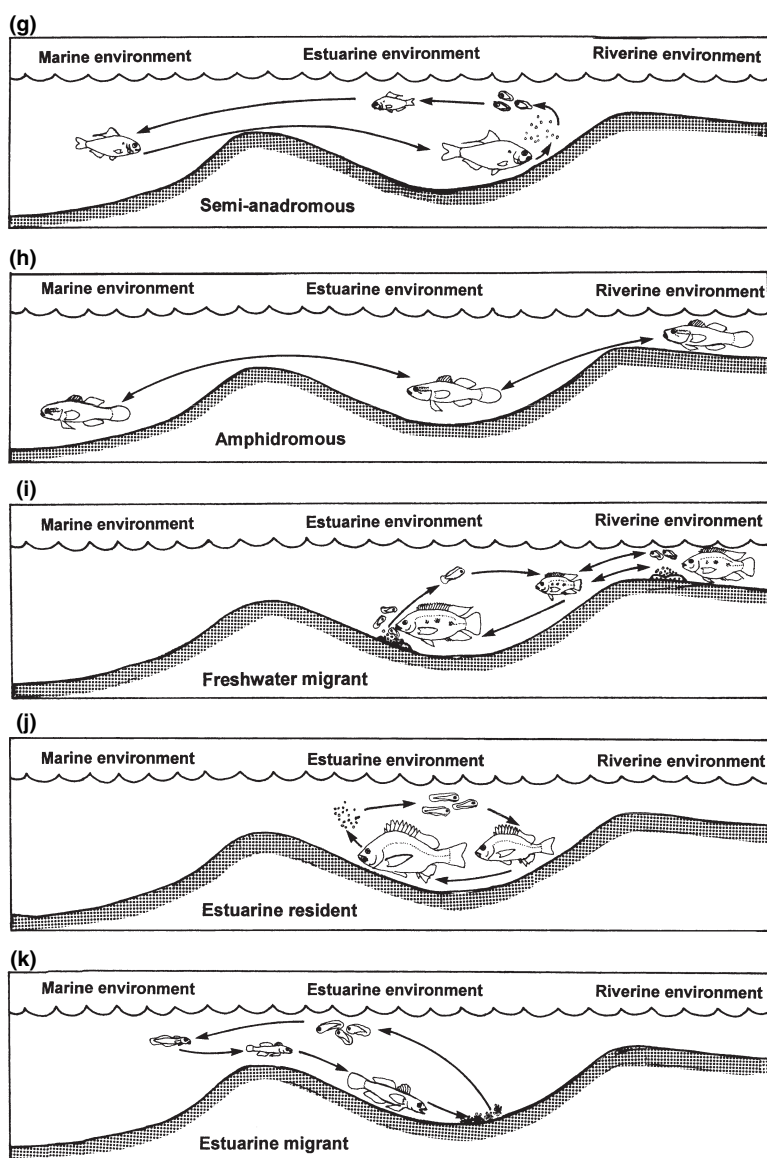 (g)
Marine environment Estuarine environment Riverine environment
Semi-anadromous
(h)
Marine environment Estuarine environment Riverine environment
Amphidromous
(i)
Marine environment Estuarine environment Riverine environment
Freshwater migrant
(j)
Marine environment Estuarine environment Riverine environment
Estuarine resident
(k)
Marine environment Estuarine environment Riverine environment
Estuarine migrant